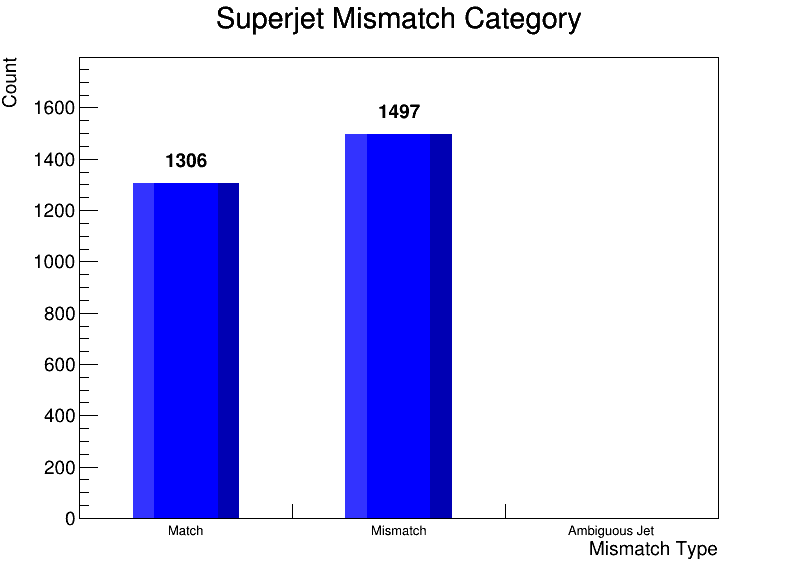 Superjet Mismatch Category
Count
1600
1400
1200
1000
800
600
400
200
0
1306
1497
Match
Mismatch
Ambiguous Jet
Mismatch Type